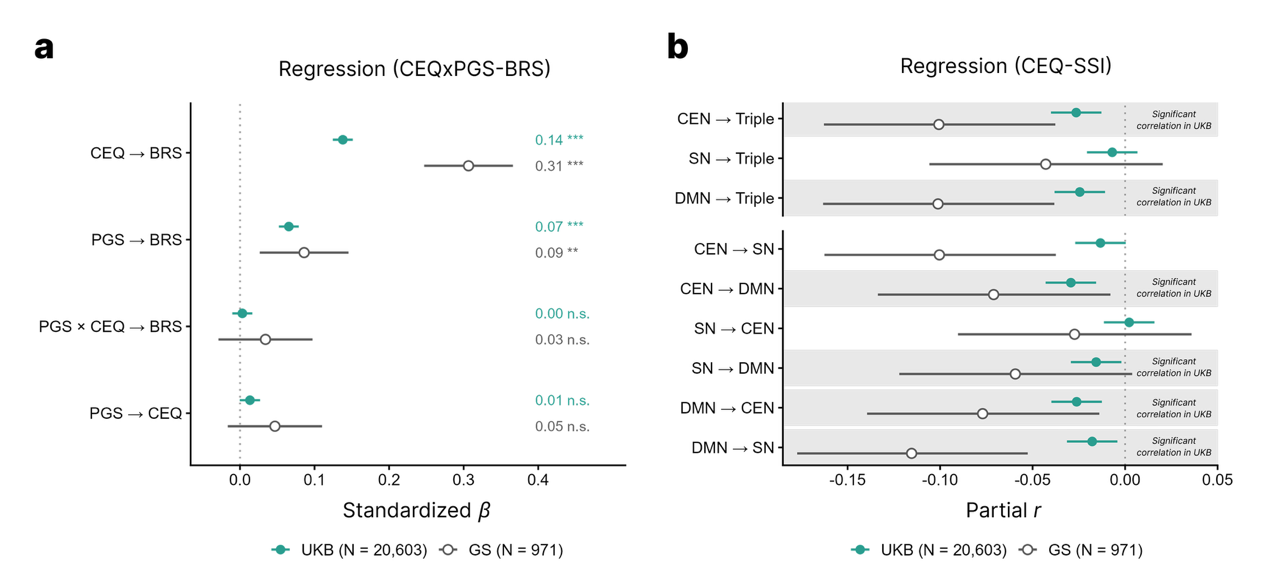 a
Regression (CEQxPGS-BRS)
CEQ → BRS
0.14 ***
0.31 ***
PGS → BRS
0.07 ***
0.09 **
PGS × CEQ → BRS
0.00 n.s.
0.03 n.s.
PGS → CEQ
0.01 n.s.
0.05 n.s.
0.0 0.1 0.2 0.3 0.4
Standardized β
UKB (N = 20,603) GS (N = 971)
b
Regression (CEQ-SSI)
CEN → Triple
Significant
correlation in UKB
SN → Triple
DMN → Triple
Significant
correlation in UKB
CEN → SN
CEN → DMN
Significant
correlation in UKB
SN → CEN
SN → DMN
Significant
correlation in UKB
DMN → CEN
Significant
correlation in UKB
DMN → SN
Significant
correlation in UKB
-0.15 -0.10 -0.05 0.00 0.05
Partial r
UKB (N = 20,603) GS (N = 971)